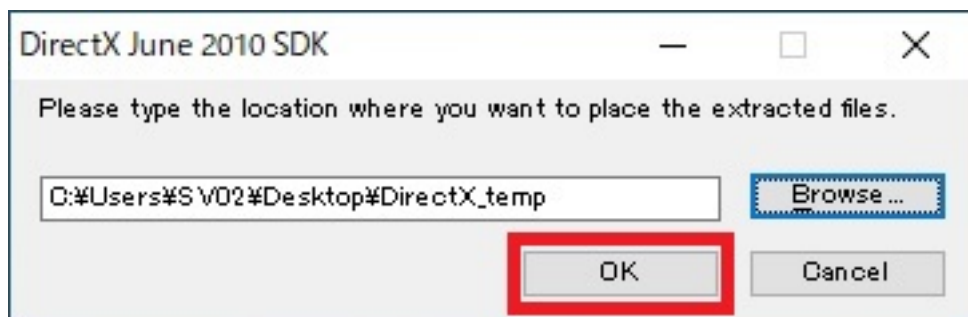 DirectX June 2010 SDK
Please type the location where you want to place the extracted files.
C:¥Users¥SV02¥Desktop¥DirectX_temp
Browse...
OK
Cancel